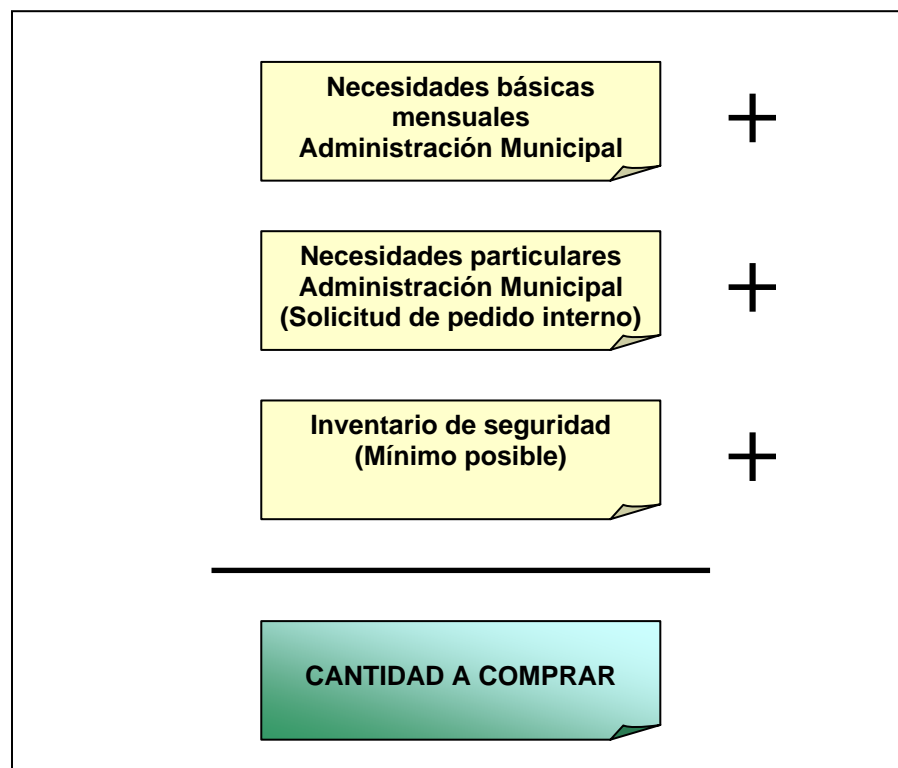 Necesidades básicas
mensuales
Administración Municipal
+
Necesidades particulares
Administración Municipal
(Solicitud de pedido interno)
+
Inventario de seguridad
(Mínimo posible)
+
CANTIDAD A COMPRAR